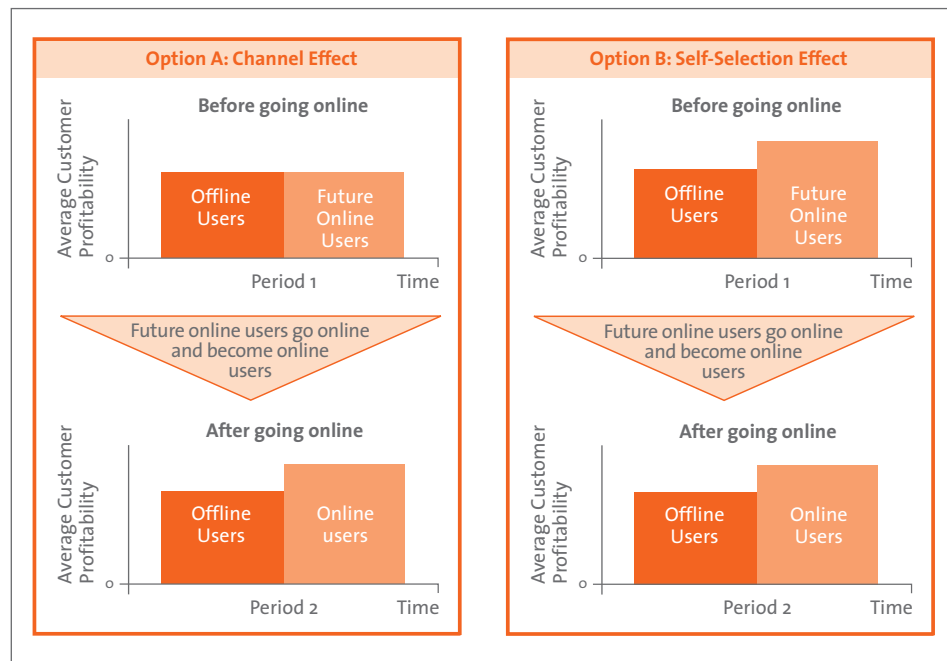 Option A: Channel Effect
Before going online
Average Customer
Profitability
Offline
Users
Future
Online
Users
o
Period 1
Time
Future online users go online
and become online
users
After going online
Average Customer
Profitability
Offline
Users
Online
users
o
Period 2
Time
Option B: Self-Selection Effect
Before going online
Average Customer
Profitability
Offline
Users
Future
Online
Users
o
Period 1
Time
Future online users go online
and become online
users
After going online
Average Customer
Profitability
Offline
Users
Online
Users
o
Period 2
Time